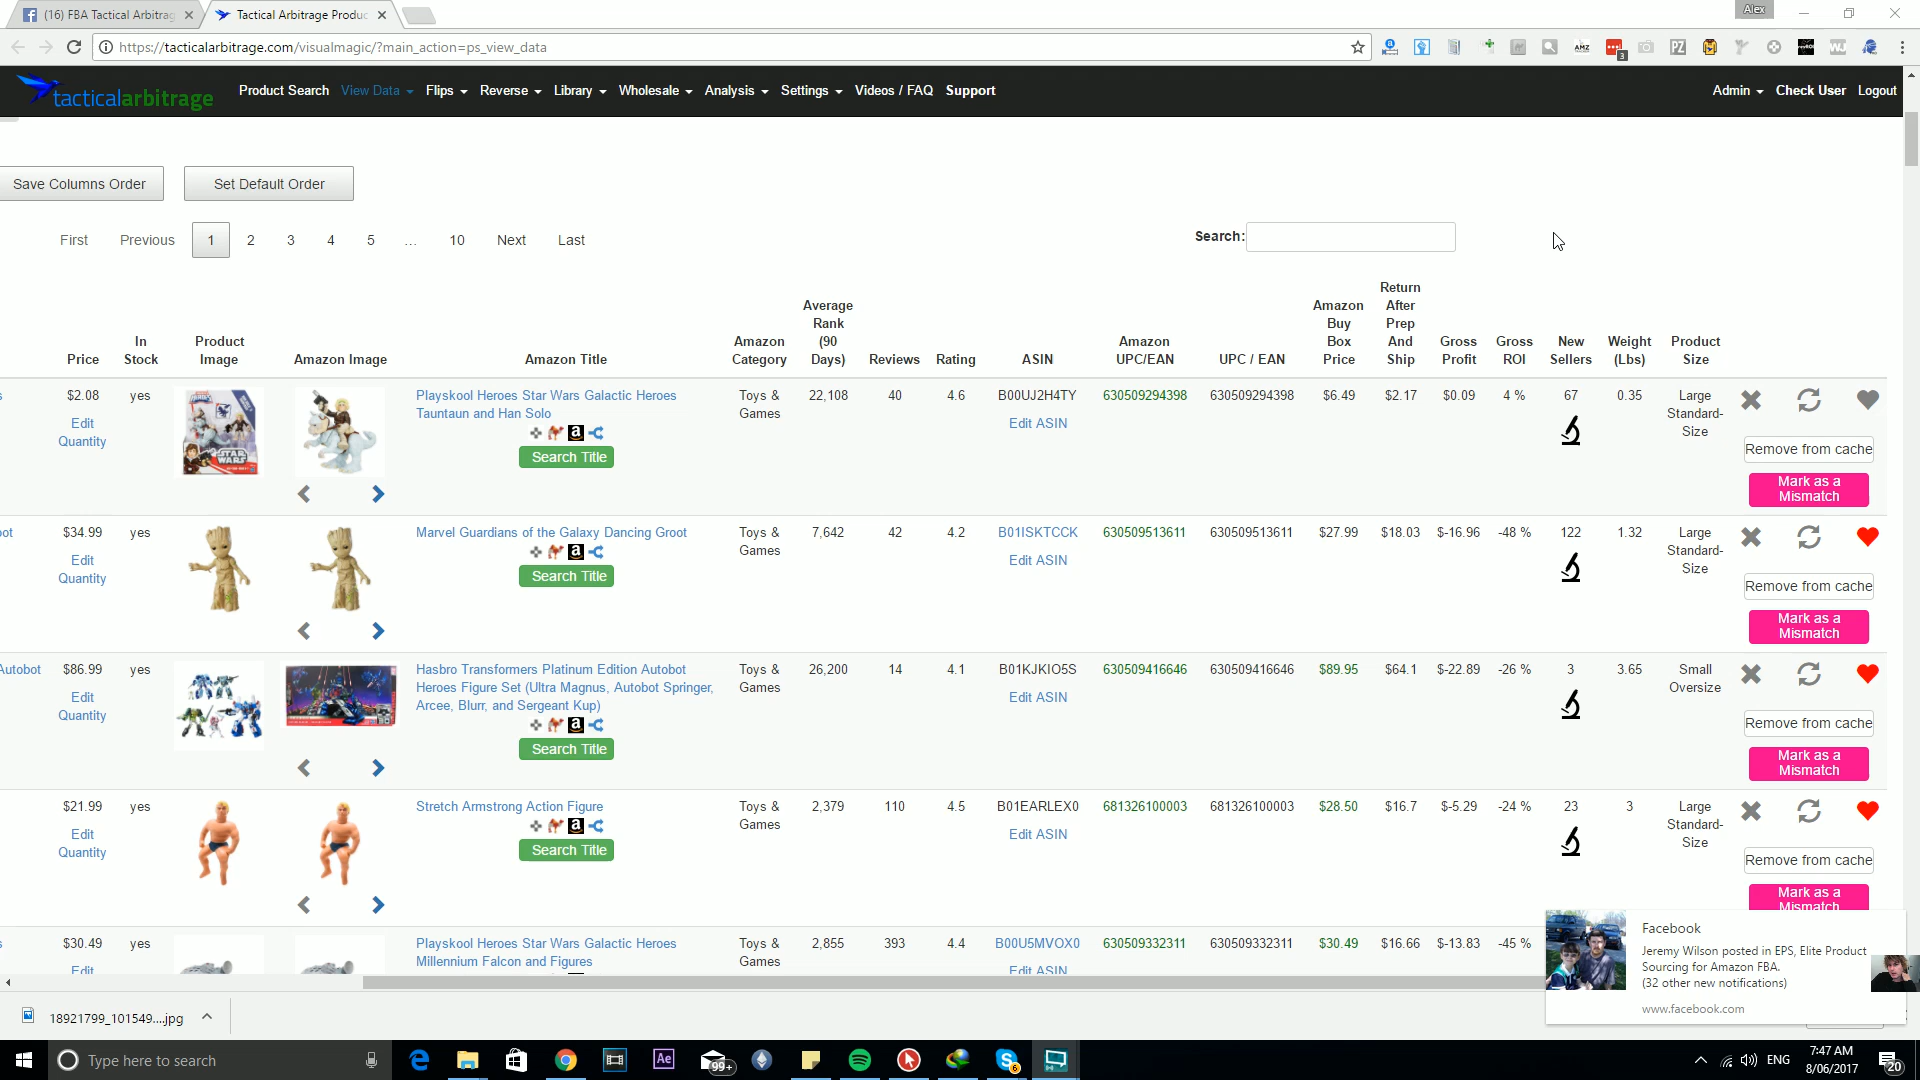 (16) FBA Tactical Arbitrag
Tactical Arbitrage Produc
Alex
https://tacticalarbitrage.com/visualmagic/?main_action=ps_view_data
AMZ
3
PZ
WJ
tacticalarbitrage
Product Search
View Data
Flips
Reverse
Library
Wholesale
Analysis
Settings
Videos / FAQ
Support
Admin
Check User
Logout
Save Columns Order
Set Default Order
First
Previous
1
2
3
4
5
...
10
Next
Last
Search:
Price
In
Stock
Product
Image
Amazon Image
Amazon Title
Amazon
Category
Average
Rank
(90
Days)
Reviews
Rating
ASIN
Amazon
UPC/EAN
UPC / EAN
Amazon
Buy
Box
Price
Return
After
Prep
And
Ship
Gross
Profit
Gross
ROI
New
Sellers
Weight
(Lbs)
Product
Size
s
$2.08
Edit
Quantity
yes
STAR
WARS
Playskool Heroes Star Wars Galactic Heroes
Tauntaun and Han Solo
Search Title
Toys &
Games
22,108
40
4.6
B00UJ2H4TY
Edit ASIN
630509294398
630509294398
$6.49
$2.17
$0.09
4 %
67
0.35
Large
Standard-
Size
Remove from cache
Mark as a
Mismatch
oot
$34.99
Edit
Quantity
yes
Marvel Guardians of the Galaxy Dancing Groot
Search Title
Toys &
Games
7,642
42
4.2
B01ISKTCCK
Edit ASIN
630509513611
630509513611
$27.99
$18.03
$-16.96
-48 %
122
1.32
Large
Standard-
Size
Remove from cache
Mark as a
Mismatch
Autobot
$86.99
Edit
Quantity
yes
Hasbro Transformers Platinum Edition Autobot
Heroes Figure Set (Ultra Magnus, Autobot Springer,
Arcee, Blurr, and Sergeant Kup)
Search Title
Toys &
Games
26,200
14
4.1
B01KJKIO5S
Edit ASIN
630509416646
630509416646
$89.95
$64.1
$-22.89
-26 %
3
3.65
Small
Oversize
Remove from cache
Mark as a
Mismatch
$21.99
Edit
Quantity
yes
Stretch Armstrong Action Figure
Search Title
Toys &
Games
2,379
110
4.5
B01EARLEX0
Edit ASIN
681326100003
681326100003
$28.50
$16.7
$-5.29
-24 %
23
3
Large
Standard-
Size
Remove from cache
Mark as a
Mismatch
s
$30.49
Edit
yes
Playskool Heroes Star Wars Galactic Heroes
Millennium Falcon and Figures
Toys &
Games
2,855
393
4.4
B00U5MVOX0
Edit ASIN
630509332311
630509332311
$30.49
$16.66
$-13.83
-45 %
Facebook
Jeremy Wilson posted in EPS, Elite Product
Sourcing for Amazon FBA.
(32 other new notifications)
www.facebook.com
18921799_101549....jpg
Type here to search
Ae
99+
6
ENG
7:47 AM
8/06/2017
20